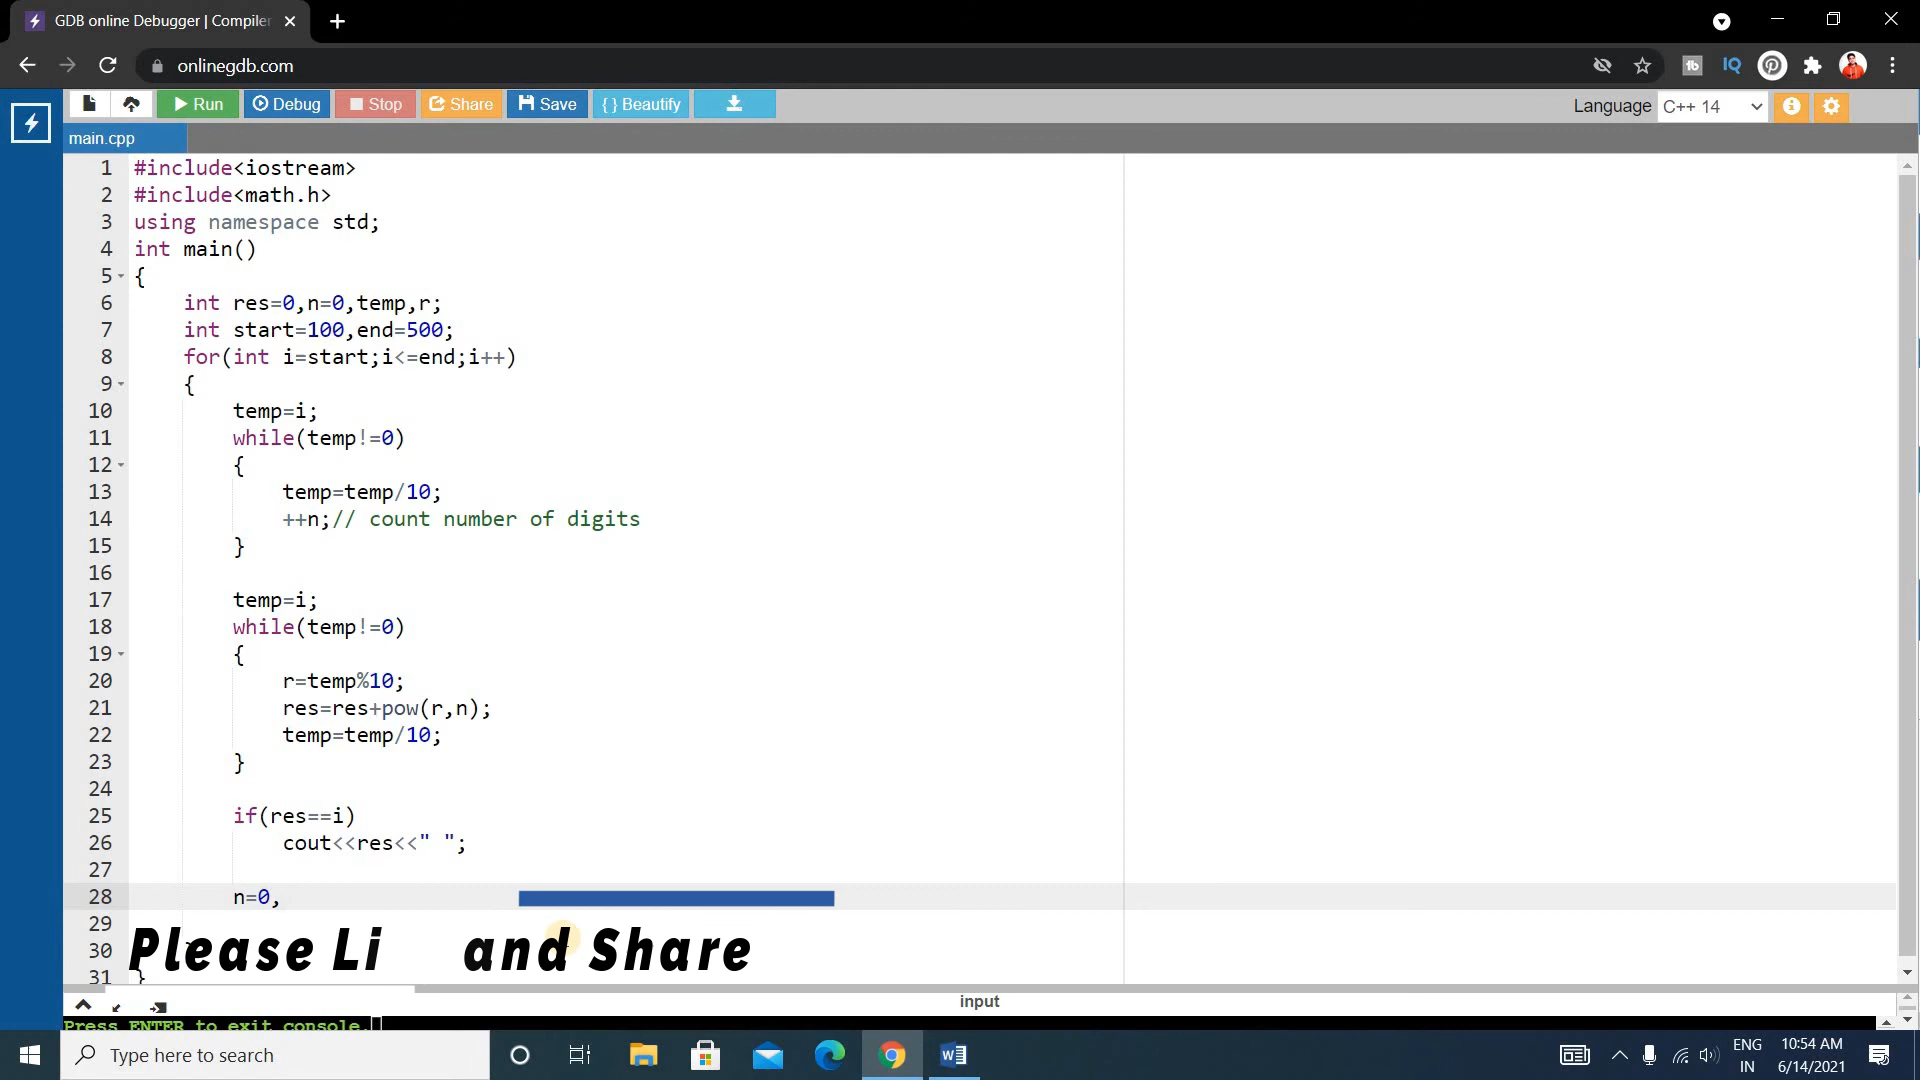 GDB online Debugger | Compiler
onlinegdb.com
IQ
Run
Debug
Stop
Share
Save
{ } Beautify
Language
C++ 14
main.cpp
1 #include<iostream>
2 #include<math.h>
3 using namespace std;
4 int main()
5 {
6 int res=0,n=0,temp,r;
7 int start=100,end=500;
8 for(int i=start;i<=end;i++)
9 {
10 temp=i;
11 while(temp!=0)
12 {
13 temp=temp/10;
14 ++n;// count number of digits
15 }
16
17 temp=i;
18 while(temp!=0)
19 {
20 r=temp%10;
21 res=res+pow(r,n);
22 temp=temp/10;
23 }
24
25 if(res==i)
26 cout<<res<<" ";
27
28 n=0,
29
30
31 }
Please Li and Share
input
Press ENTER to exit console.
Type here to search
ENG
IN
10:54 AM
6/14/2021